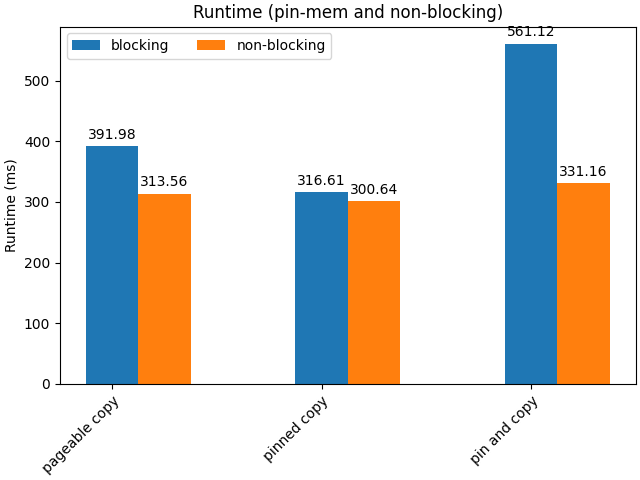 Runtime (pin-mem and non-blocking)
blocking
non-blocking
Runtime (ms)
500
400
300
200
100
0
391.98
313.56
316.61
300.64
561.12
331.16
pageable copy
pinned copy
pin and copy